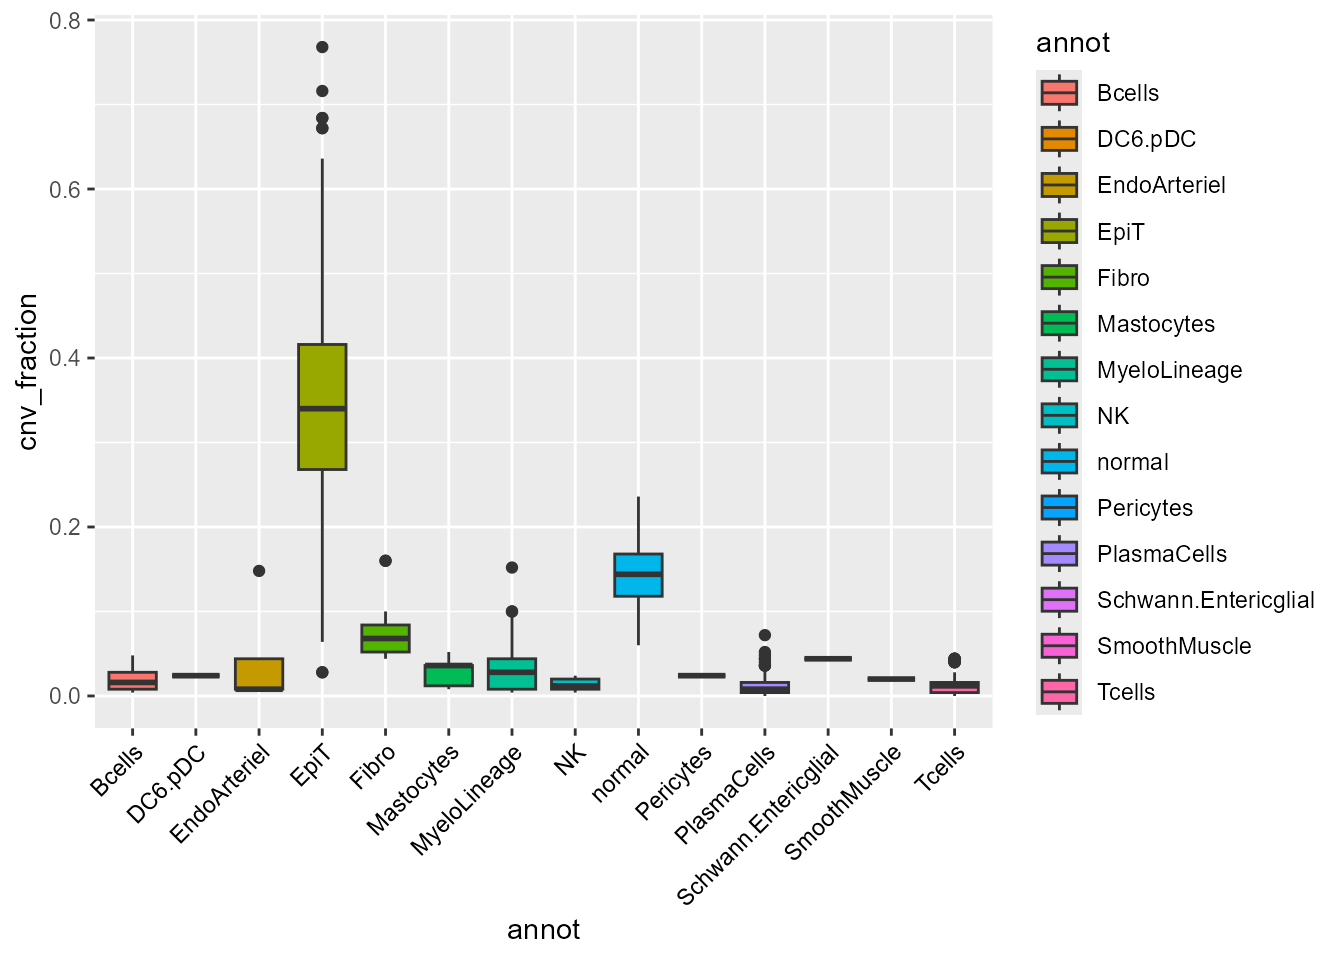 0.8
0.6
0.4
0.2
0.0
cnv_fraction
Bcells
DC6.pDC
EndoArteriel
EpiT
Fibro
Mastocytes
MyeloLineage
NK
normal
Pericytes
PlasmaCells
Schwann.Entericglial
SmoothMuscle
Tcells
annot
annot
Bcells
DC6.pDC
EndoArteriel
EpiT
Fibro
Mastocytes
MyeloLineage
NK
normal
Pericytes
PlasmaCells
Schwann.Entericglial
SmoothMuscle
Tcells